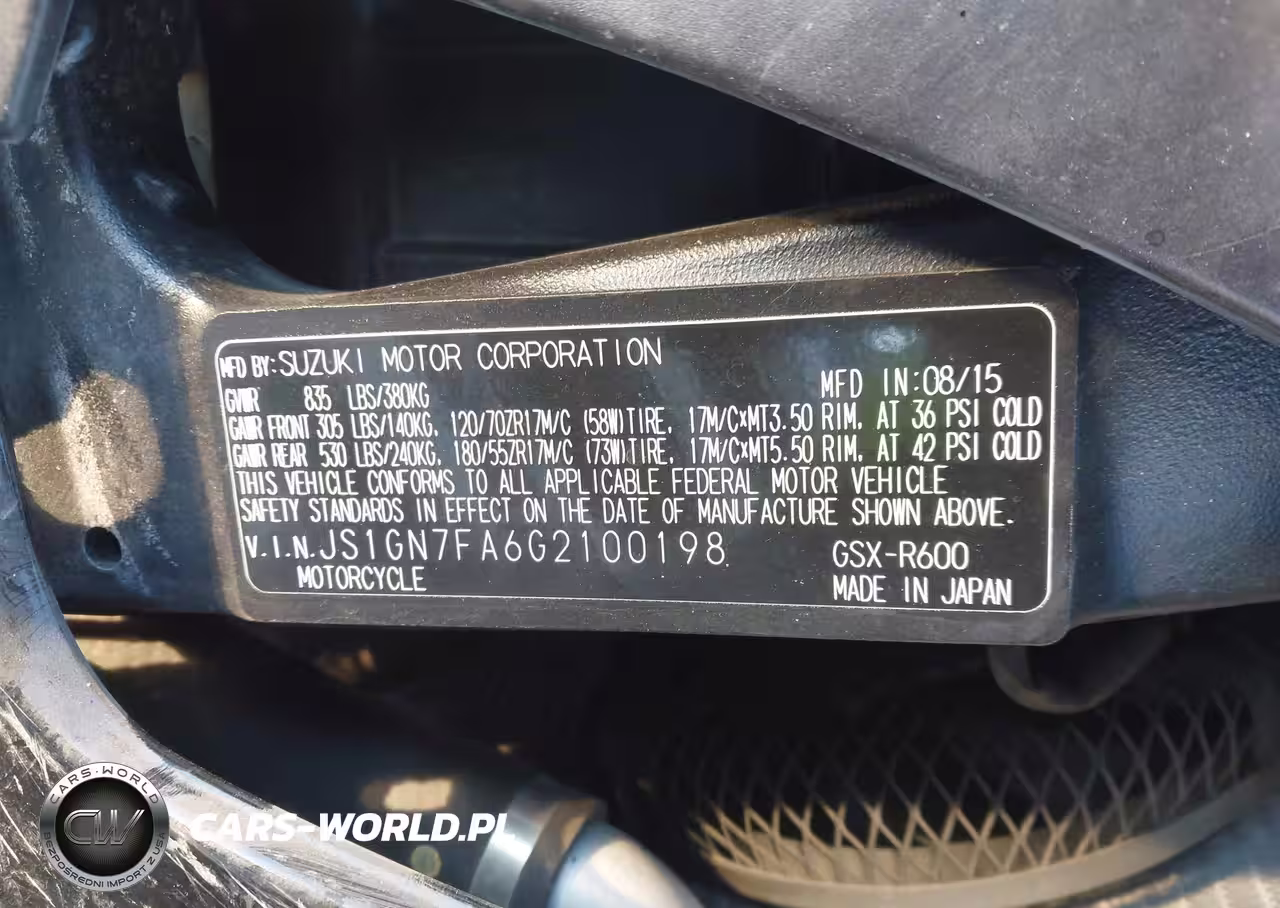 MFD BY:SUZUKI MOTOR CORPORATION
MFD IN:08/15
GVWR 835 LBS/380KG
GAWR FRONT 305 LBS/140KG, 120/70ZR17M/C (58W)TIRE, 17M/CxMT3.50 RIM, AT 36 PSI COLD
GAWR REAR 530 LBS/240KG, 180/55ZR17M/C (73W)TIRE, 17M/CxMT5.50 RIM, AT 42 PSI COLD
THIS VEHICLE CONFORMS TO ALL APPLICABLE FEDERAL MOTOR VEHICLE
SAFETY STANDARDS IN EFFECT ON THE DATE OF MANUFACTURE SHOWN ABOVE.
V.I.N.JS1GN7FA6G2100198 GSX-R600
MOTORCYCLE MADE IN JAPAN
CARS-WORLD
CW
BEZPOŚREDNI IMPORT Z USA
CARS-WORLD.PL